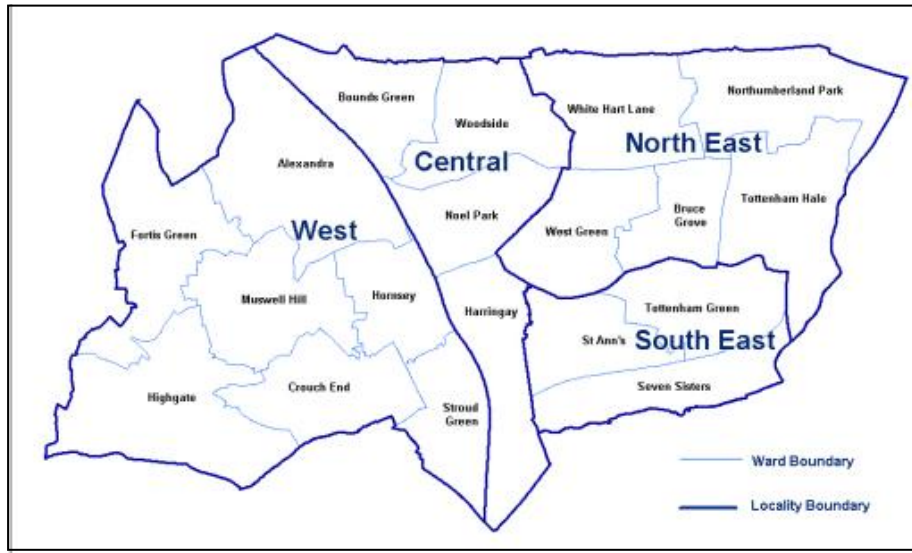 Bounds Green
White Hart Lane
Northumberland Park
Woodside
North East
Central
Alexandra
Tottenham Hale
Noel Park
Bruce
Grove
West
West Green
Fortis Green
Muswell Hill
Hornsey
Harringay
Tottenham Green
St Ann's
South East
Seven Sisters
Highgate
Crouch End
Stroud
Green
Ward Boundary
Locality Boundary